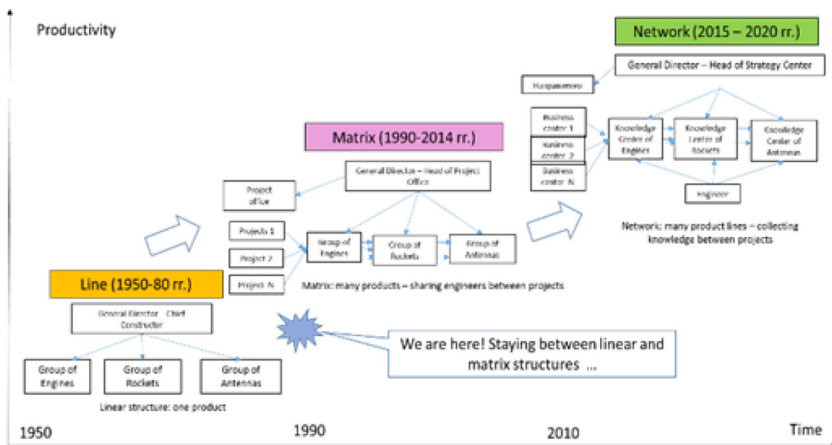 Productivity
Network (2015 – 2020 гг.)
General Director – Head of Strategy Center
Направления
Business
center 1
Business
center 2
Business
center N
Knowledge
Center of
Engines
Knowledge
Center of
Rockets
Knowledge
Center of
Antennas
Engineer
Network: many product lines – collecting
knowledge between projects
Matrix (1990-2014 гг.)
General Director – Head of Project
Office
Project
office
Projects 1
Project 2
Project N
Group of
Engines
Group of
Rockets
Group of
Antennas
Matrix: many products – sharing engineers between projects
Line (1950-80 гг.)
General Director - Chief
Constructor
Group of
Engines
Group of
Rockets
Group of
Antennas
Linear structure: one product
We are here! Staying between linear and
matrix structures ...
1950
1990
2010
Time